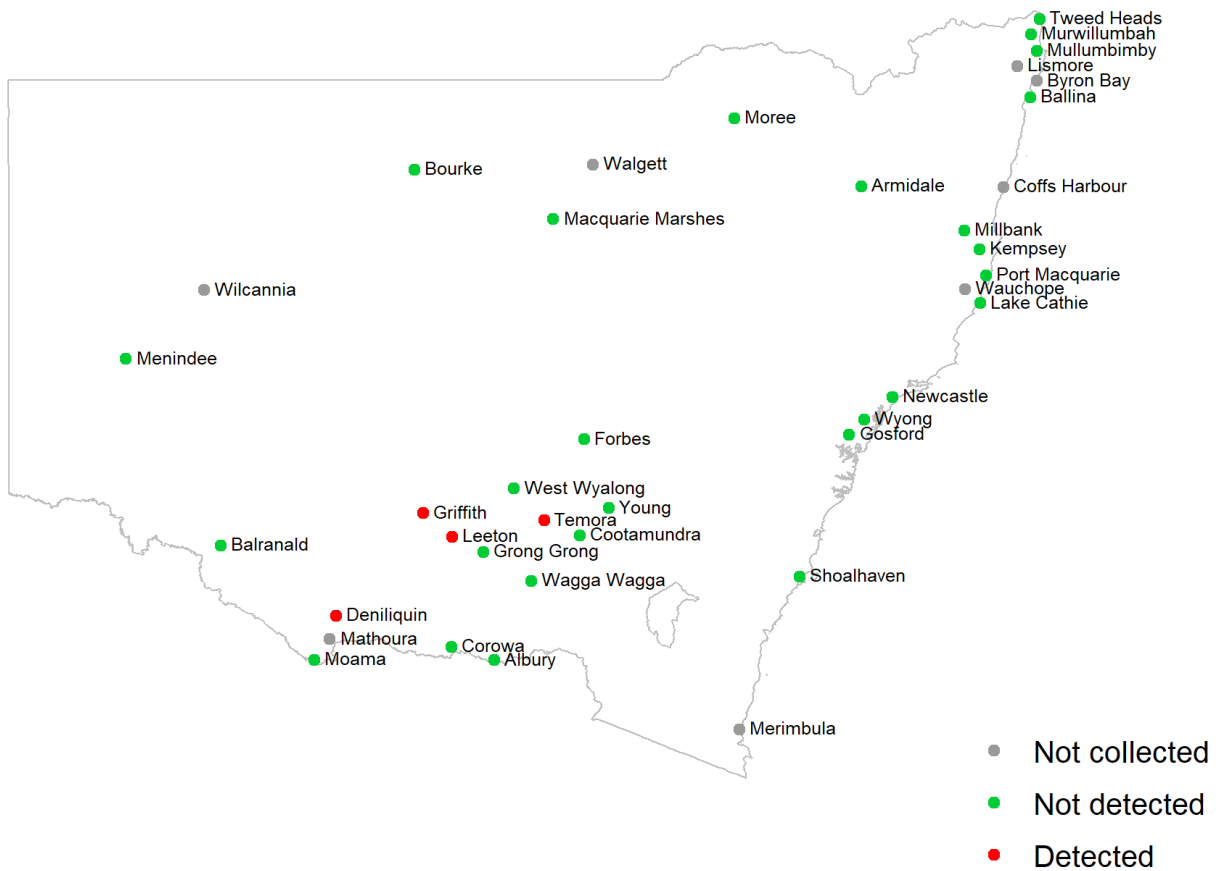 Tweed Heads
Murwillumbah
Mullumbimby
Lismore
Byron Bay
Ballina
Moree
Walgett
Bourke
Armidale
Coffs Harbour
Macquarie Marshes
Millbank
Kempsey
Port Macquarie
Wauchope
Wilcannia
Lake Cathie
Menindee
Newcastle
Wyong
Gosford
Forbes
West Wyalong
Young
Griffith
Temora
Leeton
Cootamundra
Balranald
Grong Grong
Wagga Wagga
Shoalhaven
Deniliquin
Mathoura
Corowa
Moama
Albury
Merimbula
Not collected
Not detected
Detected